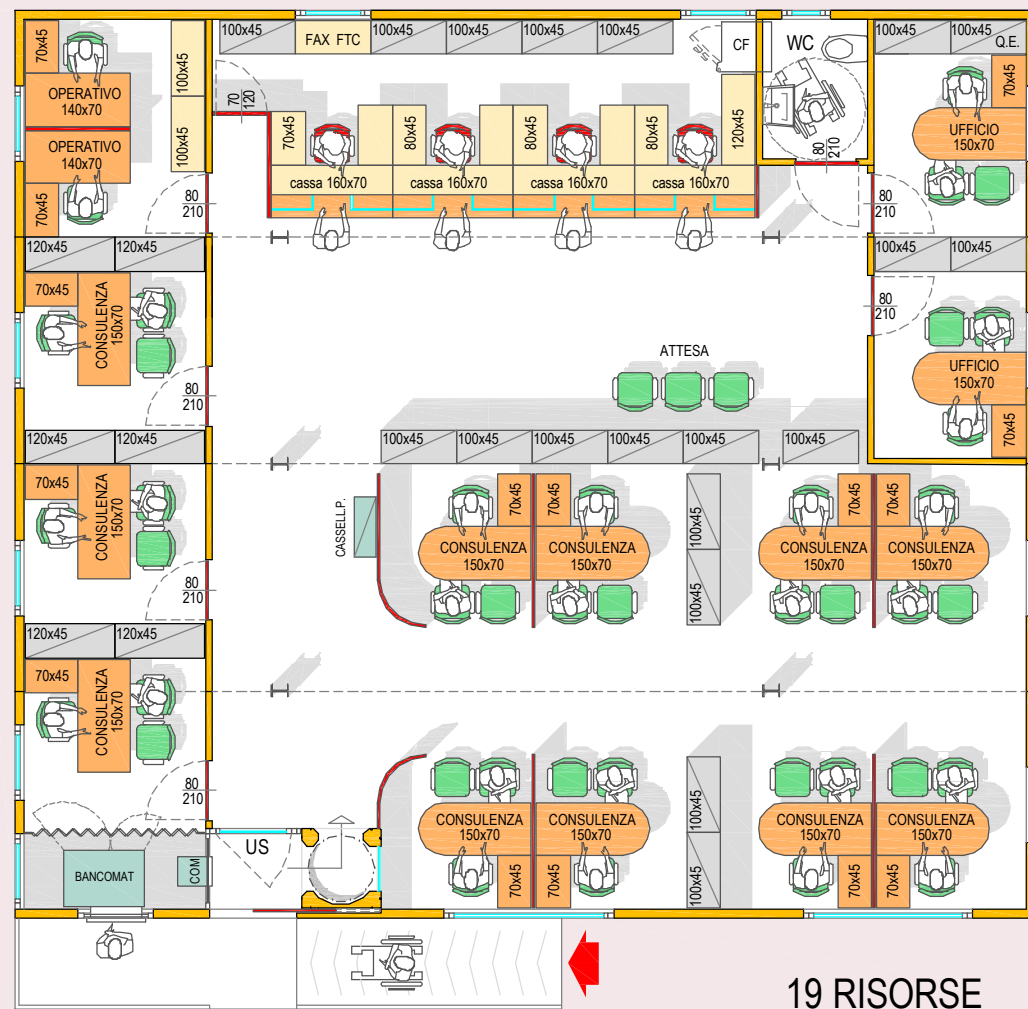 100x45
FAX FTC
100x45
100x45
100x45
100x45
CF
WC
100x45
100x45
Q.E.
70x45
OPERATIVO
140x70
OPERATIVO
140x70
70x45
100x45
100x45
70
120
70x45
80x45
80x45
80x45
120x45
cassa 160x70
cassa 160x70
cassa 160x70
cassa 160x70
80
210
70x45
UFFICIO
150x70
80
210
80
210
120x45
120x45
100x45
100x45
70x45
CONSULENZA
150x70
80
210
80
210
ATTESA
UFFICIO
150x70
70x45
120x45
120x45
100x45
100x45
100x45
100x45
100x45
100x45
70x45
CONSULENZA
150x70
80
210
CASSELL.P.
70x45
70x45
CONSULENZA
150x70
CONSULENZA
150x70
100x45
100x45
70x45
70x45
CONSULENZA
150x70
CONSULENZA
150x70
120x45
120x45
70x45
CONSULENZA
150x70
80
210
CONSULENZA
150x70
CONSULENZA
150x70
70x45
70x45
100x45
100x45
CONSULENZA
150x70
CONSULENZA
150x70
70x45
70x45
US
BANCOMAT
COM
19 RISORSE